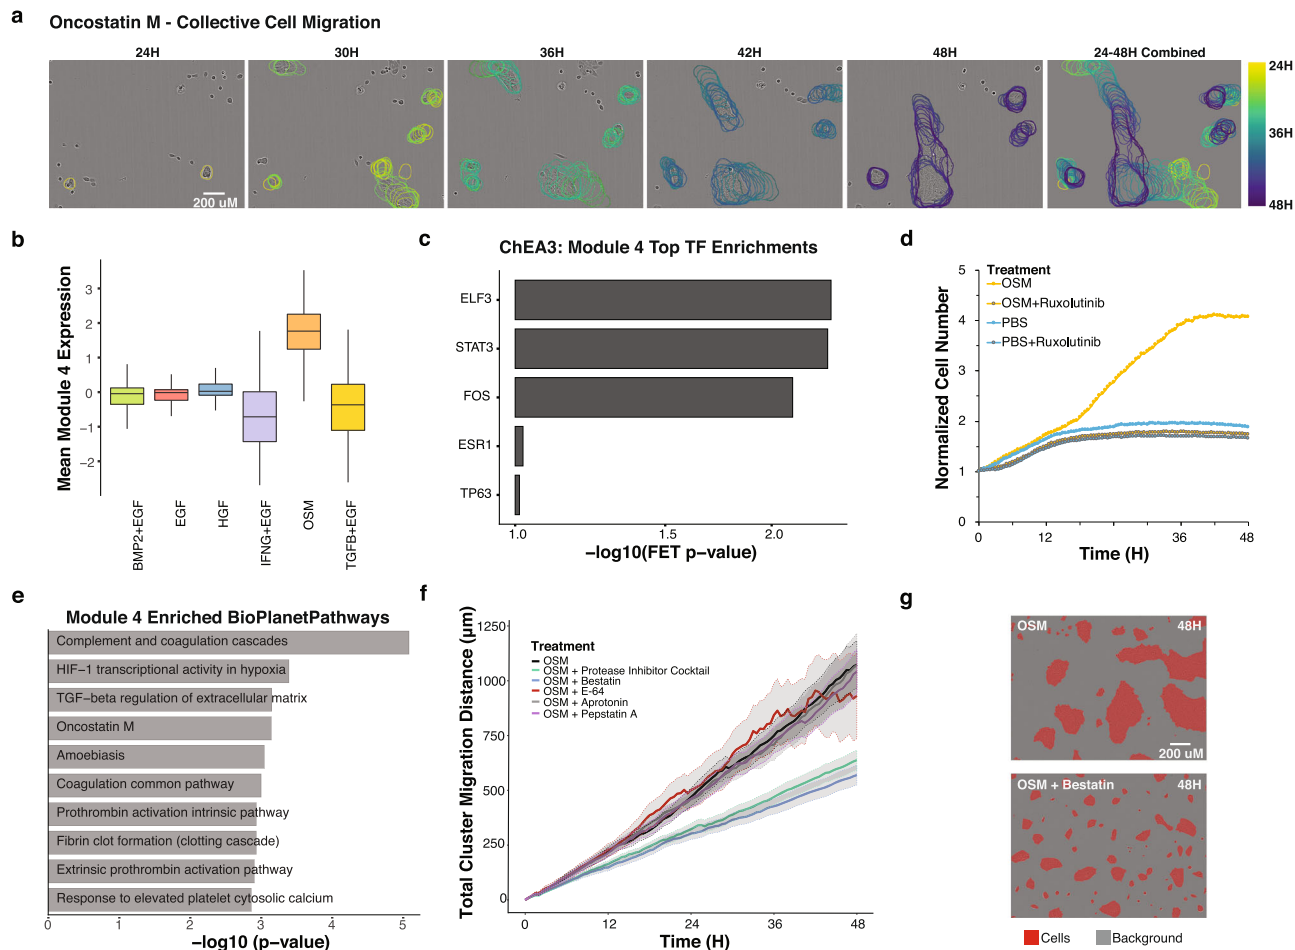 a
Oncostatin M - Collective Cell Migration
24H
30H
36H
42H
48H
24-48H Combined
200 uM
24H
36H
48H
b
Mean Module 4 Expression
3
2
1
0
−1
−2
BMP2+EGF
EGF
HGF
IFNG+EGF
OSM
TGFB+EGF
c
ChEA3: Module 4 Top TF Enrichments
ELF3
STAT3
FOS
ESR1
TP63
1.0
1.5
2.0
−log10(FET p−value)
d
Normalized Cell Number
5
4
3
2
1
0
Treatment
OSM
OSM+Ruxolutinib
PBS
PBS+Ruxolutinib
0
12
36
48
Time (H)
e
Module 4 Enriched BioPlanetPathways
Complement and coagulation cascades
HIF−1 transcriptional activity in hypoxia
TGF−beta regulation of extracellular matrix
Oncostatin M
Amoebiasis
Coagulation common pathway
Prothrombin activation intrinsic pathway
Fibrin clot formation (clotting cascade)
Extrinsic prothrombin activation pathway
Response to elevated platelet cytosolic calcium
0
1
2
3
4
5
−log10 (p−value)
f
Total Cluster Migration Distance (µm)
1250
1000
750
500
250
0
Treatment
OSM
OSM + Protease Inhibitor Cocktail
OSM + Bestatin
OSM + E-64
OSM + Aprotonin
OSM + Pepstatin A
0
12
24
36
48
Time (H)
g
OSM 48H
200 uM
OSM + Bestatin 48H
Cells
Background